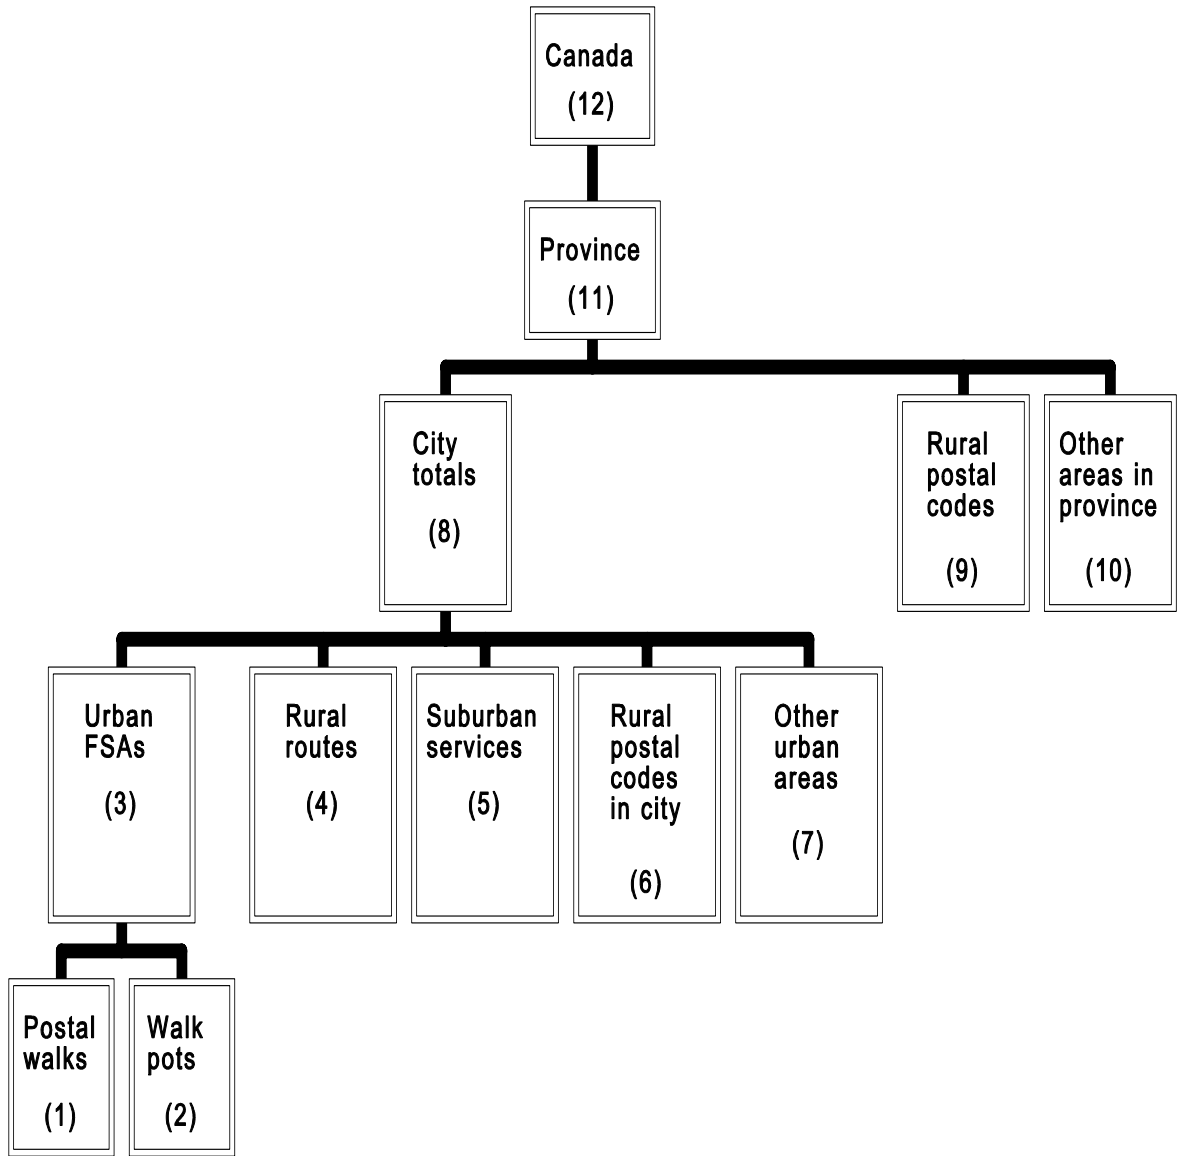 Canada
(12)
Province
(11)
City
totals
(8)
Rural
postal
codes
(9)
Other
areas in
province
(10)
Urban
FSAs
(3)
Rural
routes
(4)
Suburban
services
(5)
Rural
postal
codes
in city
(6)
Other
urban
areas
(7)
Postal
walks
(1)
Walk
pots
(2)